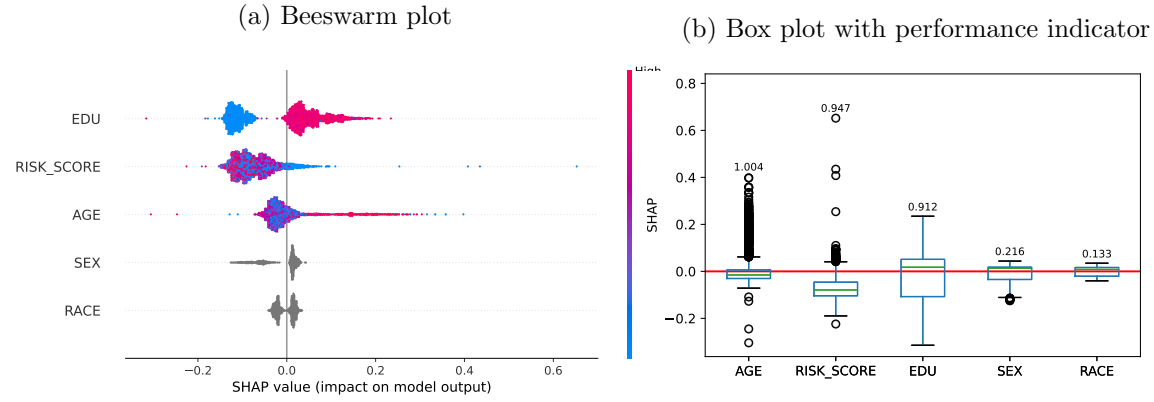 (a) Beeswarm plot
EDU
RISK_SCORE
AGE
SEX
RACE
−0.2 0.0 0.2 0.4 0.6
SHAP value (impact on model output)
High
(b) Box plot with performance indicator
0.8
0.6
0.4
0.2
0.0
−0.2
SHAP
1.004
0.947
0.912
0.216
0.133
AGE RISK_SCORE EDU SEX RACE